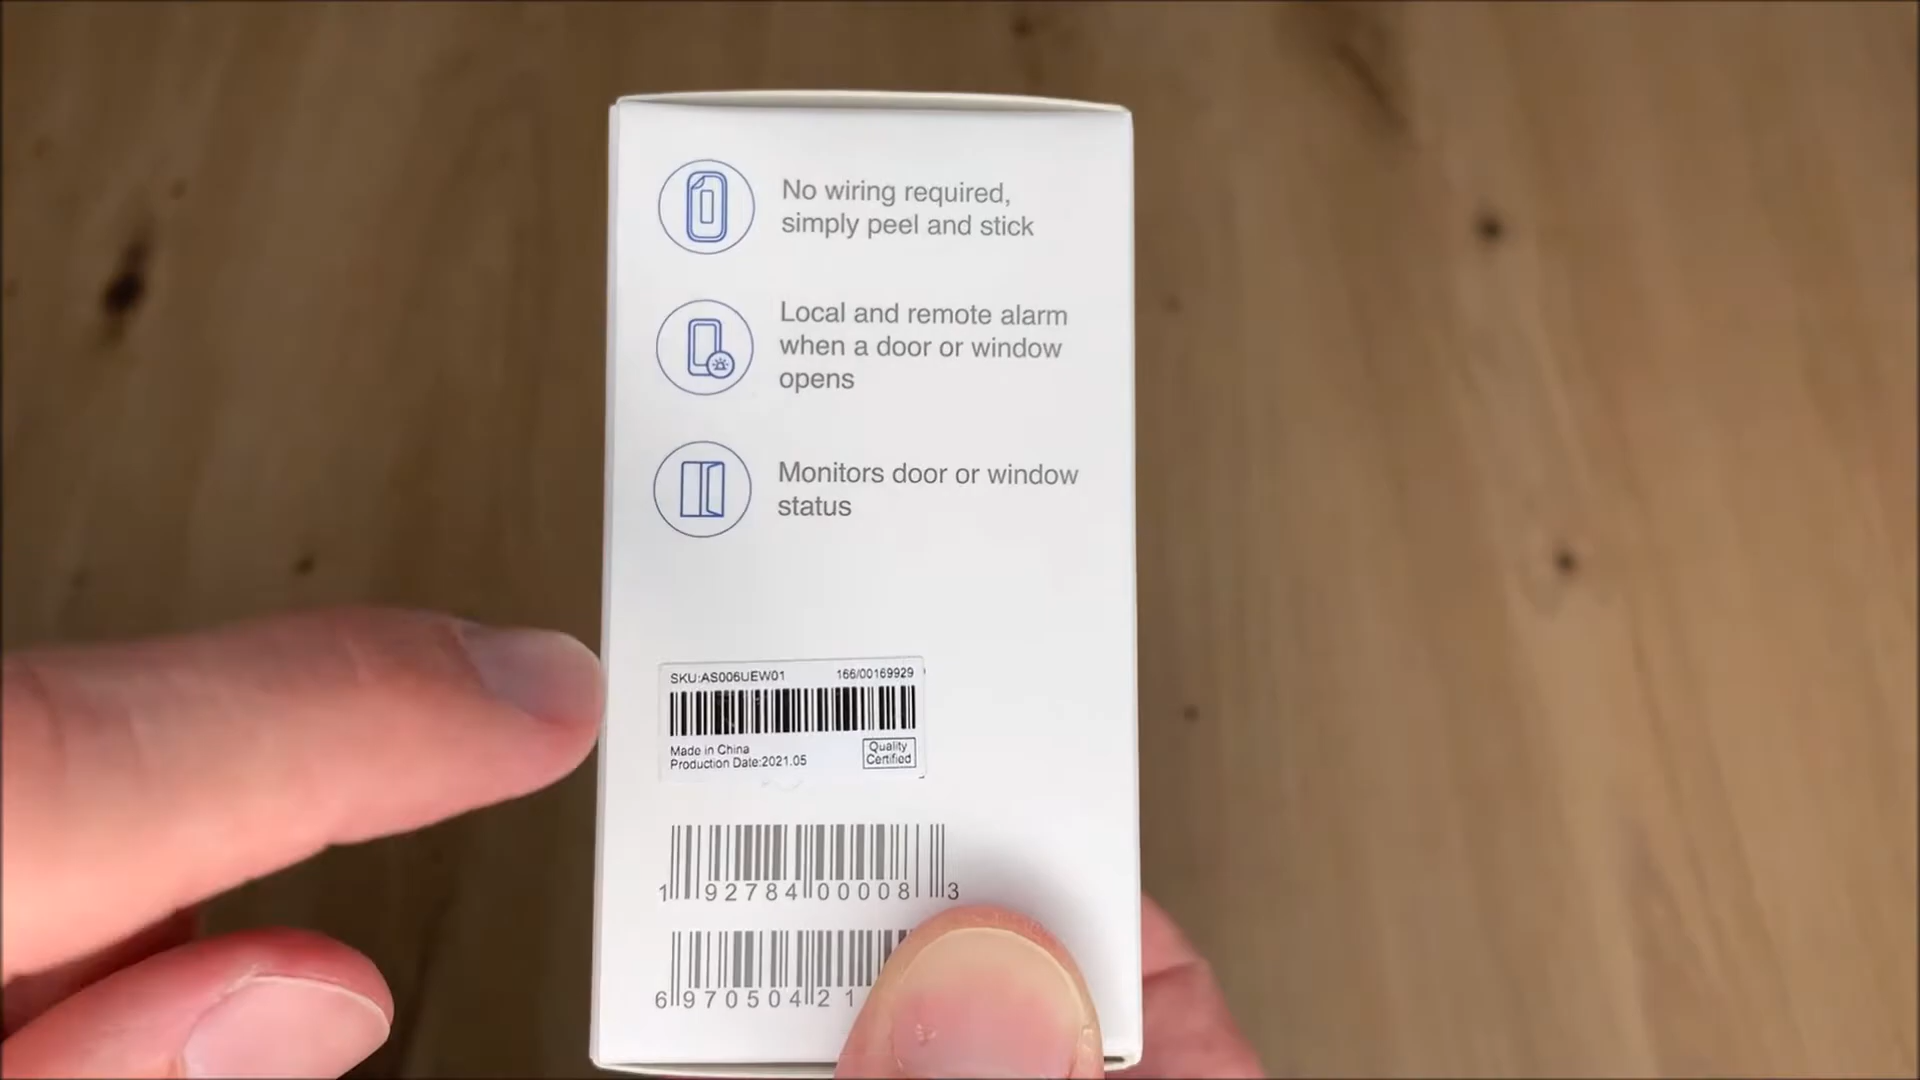 No wiring required,
simply peel and stick
Local and remote alarm
when a door or window
opens
Monitors door or window
status
SKU:AS006UEW01 166/00169929
Made in China
Production Date:2021.05
Quality
Certified
1 92784 00008 3
6 970504 21